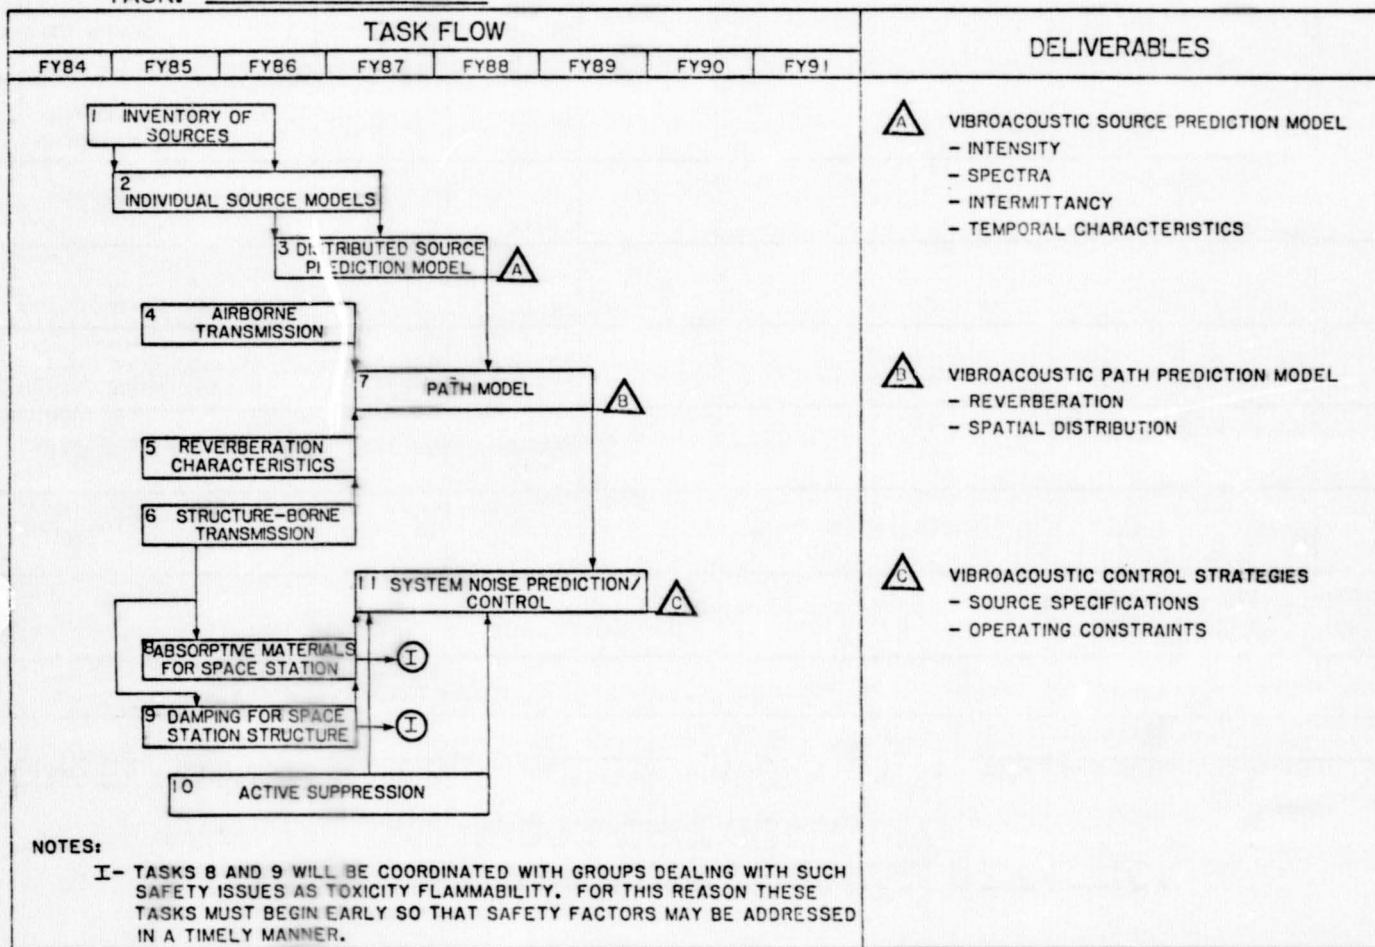 TASK:
TASK FLOW
DELIVERABLES
FY84 FY85 FY86 FY87 FY88 FY89 FY90 FY91
1 INVENTORY OF
SOURCES
2
INDIVIDUAL SOURCE MODELS
3 DISTRIBUTED SOURCE
PREDICTION MODEL
A
4 AIRBORNE
TRANSMISSION
7
PATH MODEL
B
5 REVERBERATION
CHARACTERISTICS
6 STRUCTURE-BORNE
TRANSMISSION
11 SYSTEM NOISE PREDICTION/
CONTROL
C
8 ABSORPTIVE MATERIALS
FOR SPACE STATION
I
9 DAMPING FOR SPACE
STATION STRUCTURE
I
10 ACTIVE SUPPRESSION
A VIBROACOUSTIC SOURCE PREDICTION MODEL
- INTENSITY
- SPECTRA
- INTERMITTANCY
- TEMPORAL CHARACTERISTICS
B VIBROACOUSTIC PATH PREDICTION MODEL
- REVERBERATION
- SPATIAL DISTRIBUTION
C VIBROACOUSTIC CONTROL STRATEGIES
- SOURCE SPECIFICATIONS
- OPERATING CONSTRAINTS
NOTES:
I- TASKS 8 AND 9 WILL BE COORDINATED WITH GROUPS DEALING WITH SUCH
SAFETY ISSUES AS TOXICITY FLAMMABILITY. FOR THIS REASON THESE
TASKS MUST BEGIN EARLY SO THAT SAFETY FACTORS MAY BE ADDRESSED
IN A TIMELY MANNER.